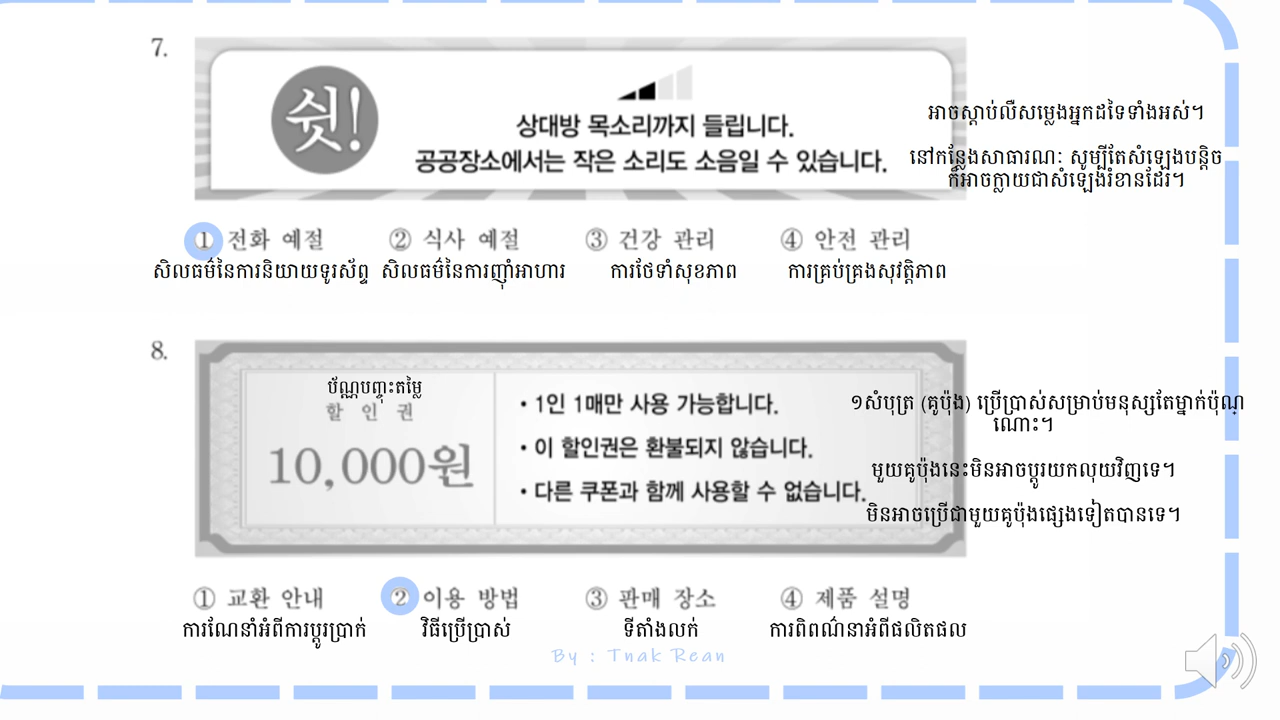 7.
쉿!
상대방 목소리까지 들립니다.
공공장소에서는 작은 소리도 소음일 수 있습니다.
អាចស្ដាប់លឺសម្លេងអ្នកដទៃទាំងអស់។
នៅកន្លែងសាធារណៈ សូម្បីតែសំឡេងបន្តិច
ក៏អាចក្លាយជាសំឡេងរំខានដែរ។
① 전화 예절 ② 식사 예절 ③ 건강 관리 ④ 안전 관리
សិលធម៌នៃការនិយាយទូរស័ព្ទ សិលធម៌នៃការញ៉ាំអាហារ ការថែទាំសុខភាព ការគ្រប់គ្រងសុវត្ថិភាព
8.
ប័ណ្ណបញ្ចុះតម្លៃ
할 인 권
10,000원
• 1인 1매만 사용 가능합니다.
• 이 할인권은 환불되지 않습니다.
• 다른 쿠폰과 함께 사용할 수 없습니다.
១សំបុត្រ (គូប៉ុង) ប្រើប្រាស់សម្រាប់មនុស្សតែម្នាក់ប៉ុណ្
ណោះ។
មួយគូប៉ុងនេះមិនអាចប្ដូរយកលុយវិញទេ។
មិនអាចប្រើជាមួយគូប៉ុងផ្សេងទៀតបានទេ។
① 교환 안내 ② 이용 방법 ③ 판매 장소 ④ 제품 설명
ការណែនាំអំពីការប្ដូរប្រាក់ វិធីប្រើប្រាស់ ទីតាំងលក់ ការពិពណ៌នាអំពីផលិតផល
By : Tnak Rean